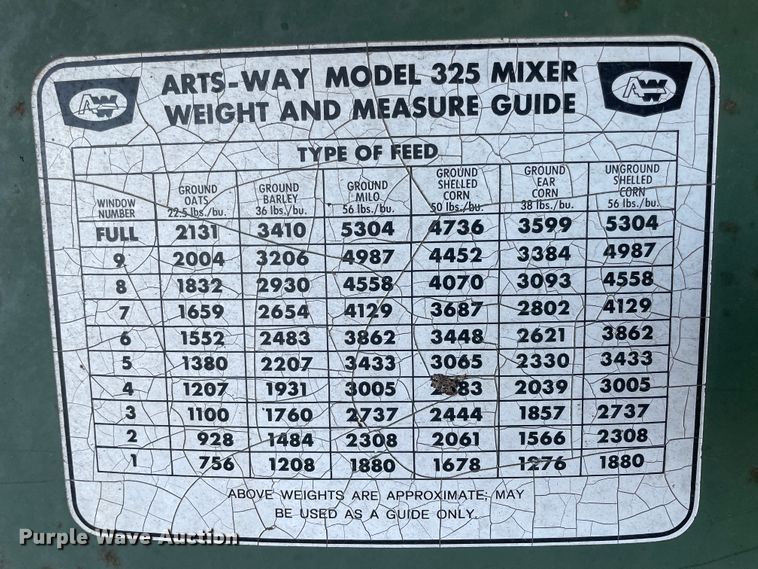 ARTS-WAY MODEL 325 MIXER
WEIGHT AND MEASURE GUIDE
TYPE OF FEED
WINDOW NUMBER GROUND OATS 22.5 lbs./bu. GROUND BARLEY 36 lbs./bu. GROUND MILO 56 lbs./bu. GROUND SHELLED CORN 50 lbs./bu. GROUND EAR CORN 38 lbs./bu. UNGROUND SHELLED CORN 56 lbs./bu.
FULL 2131 3410 5304 4736 3599 5304
9 2004 3206 4987 4452 3384 4987
8 1832 2930 4558 4070 3093 4558
7 1659 2654 4129 3687 2802 4129
6 1552 2483 3862 3448 2621 3862
5 1380 2207 3433 3065 2330 3433
4 1207 1931 3005 2039 3005
3 1100 1760 2737 2444 1857 2737
2 928 1484 2308 2061 1566 2308
1 756 1208 1880 1678 1276 1880
ABOVE WEIGHTS ARE APPROXIMATE; MAY
BE USED AS A GUIDE ONLY.
Purple Wave Auction